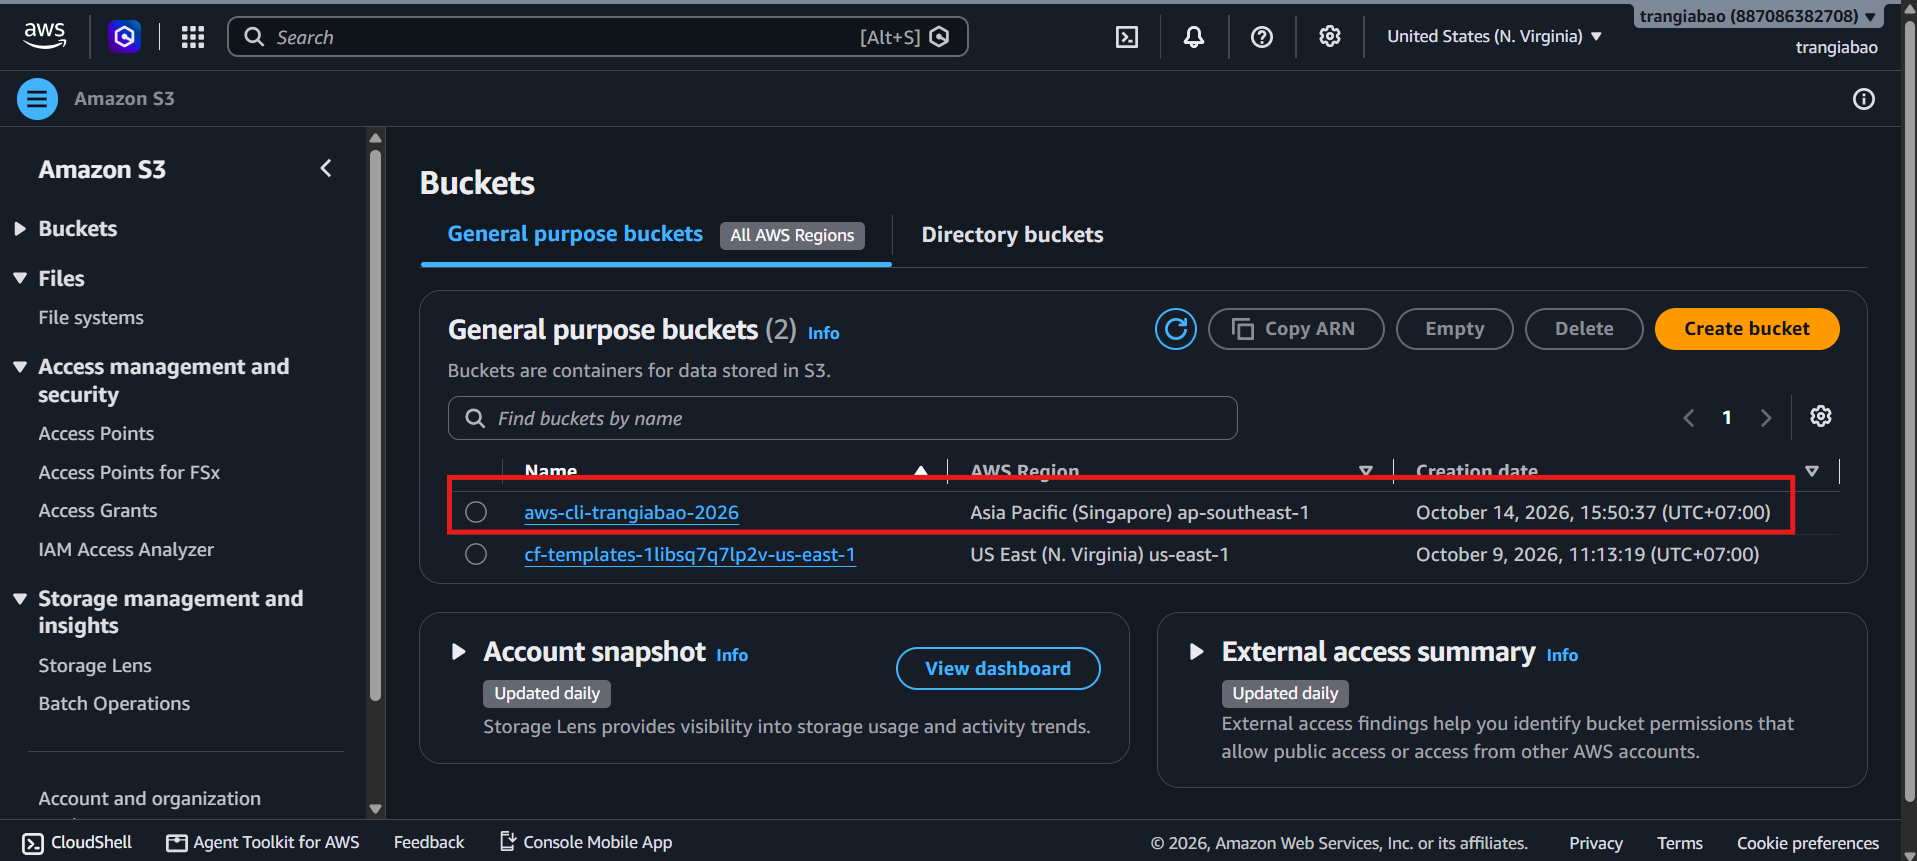 aws
Search [Alt+S]
United States (N. Virginia)
trangiabao (887086382708)
trangiabao
Amazon S3
Amazon S3
Buckets
Files
File systems
Access management and
security
Access Points
Access Points for FSx
Access Grants
IAM Access Analyzer
Storage management and
insights
Storage Lens
Batch Operations
Account and organization
Buckets
General purpose buckets All AWS Regions Directory buckets
General purpose buckets (2) Info
Copy ARN Empty Delete Create bucket
Buckets are containers for data stored in S3.
Find buckets by name
1
Name AWS Region Creation date
aws-cli-trangiabao-2026 Asia Pacific (Singapore) ap-southeast-1 October 14, 2026, 15:50:37 (UTC+07:00)
cf-templates-1libsq7q7lp2v-us-east-1 US East (N. Virginia) us-east-1 October 9, 2026, 11:13:19 (UTC+07:00)
Account snapshot Info
View dashboard
Updated daily
Storage Lens provides visibility into storage usage and activity trends.
External access summary Info
Updated daily
External access findings help you identify bucket permissions that
allow public access or access from other AWS accounts.
CloudShell Agent Toolkit for AWS Feedback Console Mobile App © 2026, Amazon Web Services, Inc. or its affiliates. Privacy Terms Cookie preferences